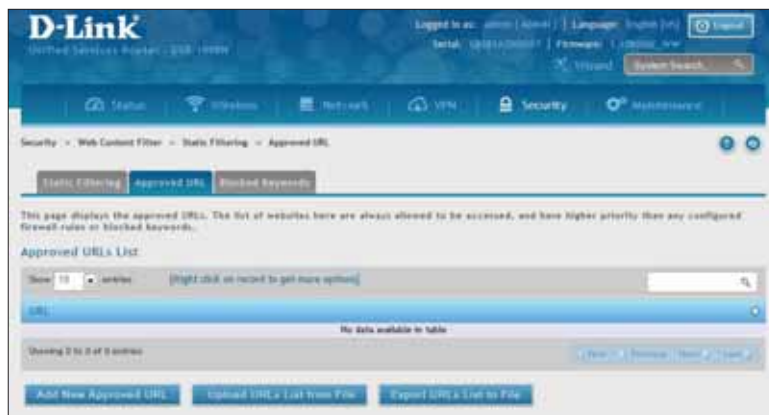 D-Link
Logged in as: admin ( ADMIN ) | Language: English [US]
Logout
Unified Services Router - DSR-1000N
Serial: | Firmware:
Wizard
System Search...
Status
Wireless
Network
VPN
Security
Maintenance
Security » Web Content Filter » Static Filtering » Approved URL
Static Filtering
Approved URL
Blocked Keywords
This page displays the approved URLs. The list of websites here are always allowed to be accessed, and have higher priority than any configured
firewall rules or blocked keywords.
Approved URLs List
Show 10 entries
[Right click on record to get more options]
URL
No data available in table
Showing 0 to 0 of 0 entries
First
Previous
Next
Last
Add New Approved URL
Upload URLs List from File
Export URLs List to File